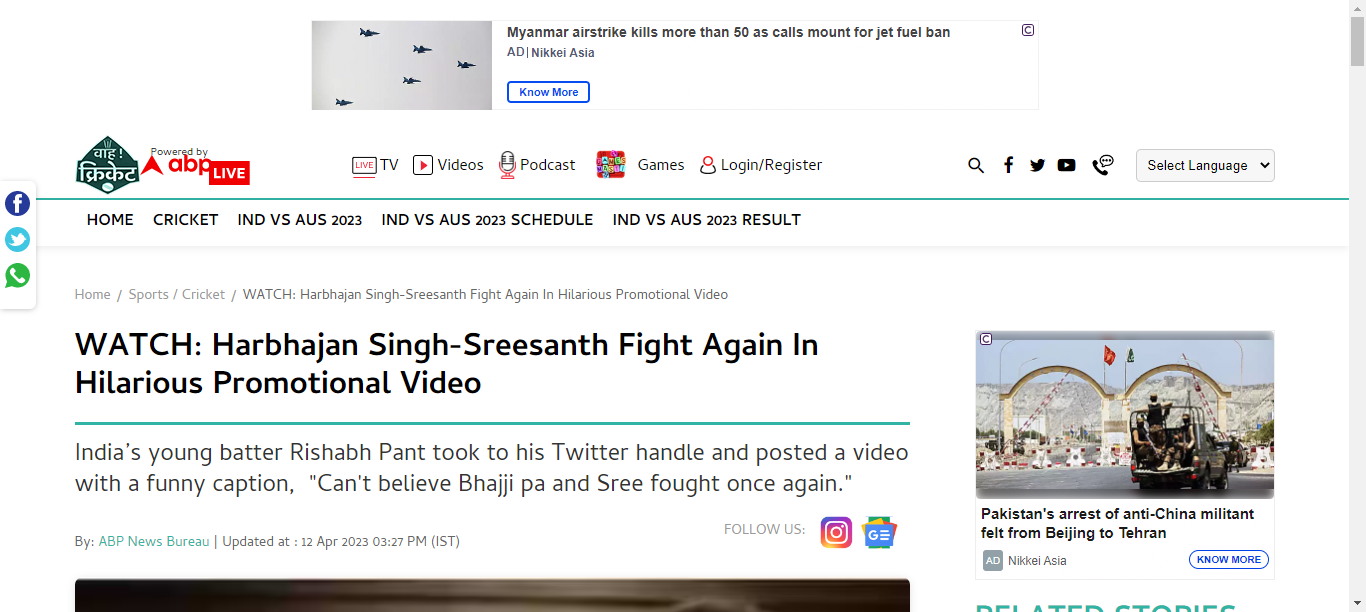 Myanmar airstrike kills more than 50 as calls mount for jet fuel ban
AD| Nikkei Asia
Know More
वाह!
क्रिकेट
Powered by
abp
LIVE
LIVE TV
Videos
Podcast
Games
Login/Register
Select Language
HOME CRICKET IND VS AUS 2023 IND VS AUS 2023 SCHEDULE IND VS AUS 2023 RESULT
Home / Sports / Cricket / WATCH: Harbhajan Singh-Sreesanth Fight Again In Hilarious Promotional Video
WATCH: Harbhajan Singh-Sreesanth Fight Again In
Hilarious Promotional Video
India’s young batter Rishabh Pant took to his Twitter handle and posted a video
with a funny caption, "Can't believe Bhajji pa and Sree fought once again."
By: ABP News Bureau | Updated at : 12 Apr 2023 03:27 PM (IST)
FOLLOW US:
GE
Pakistan's arrest of anti-China militant
felt from Beijing to Tehran
AD Nikkei Asia
KNOW MORE
RELATED STORIES